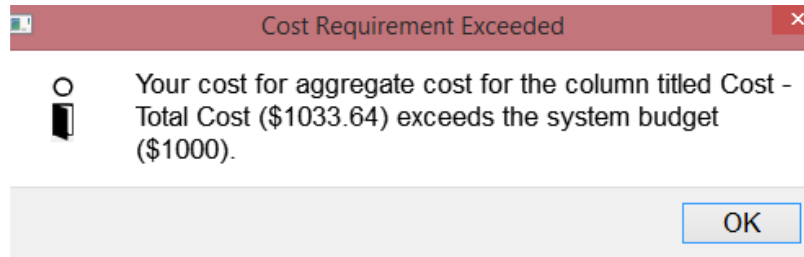 Cost Requirement Exceeded
Your cost for aggregate cost for the column titled Cost -
Total Cost ($1033.64) exceeds the system budget
($1000).
OK